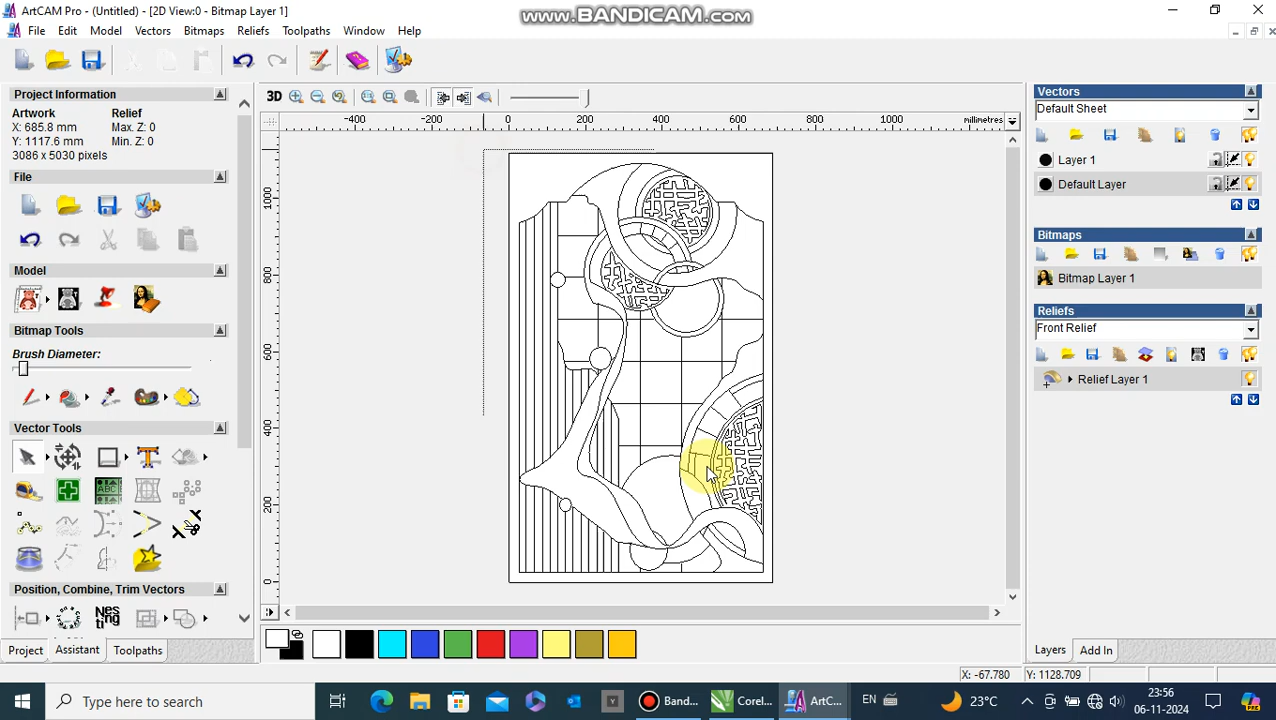 ArtCAM Pro - (Untitled) - [2D View:0 - Bitmap Layer 1]
www.BANDICAM.com
File Edit Model Vectors Bitmaps Reliefs Toolpaths Window Help
Project Information
Artwork Relief
X: 685.8 mm Max. Z: 0
Y: 1117.6 mm Min. Z: 0
3086 x 5030 pixels
File
Model
Bitmap Tools
Brush Diameter:
Vector Tools
ABC
Position, Combine, Trim Vectors
Nes
ti
Project Assistant Toolpaths
3D
-400 -200 0 200 400 600 800 1000 millimetres
1000
800
600
400
200
0
Vectors
Default Sheet
Layer 1
Default Layer
Bitmaps
Bitmap Layer 1
Reliefs
Front Relief
Relief Layer 1
Layers Add In
X: -67.780 Y: 1128.709
Type here to search
Band...
Corel...
ArtC...
EN
23°C
23:56
06-11-2024